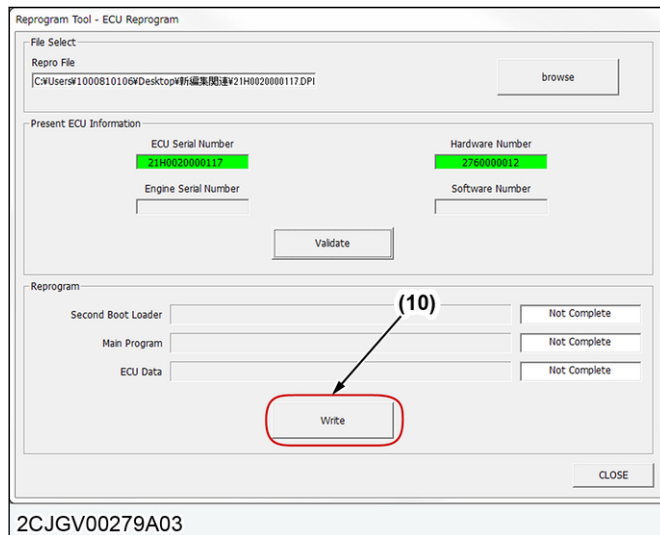 Reprogram Tool - ECU Reprogram
File Select
Repro File
C:¥Users¥1000810106¥Desktop¥新編集関連¥21H0020000117.DPI
browse
Present ECU Information
ECU Serial Number
Hardware Number
21H0020000117
2760000012
Engine Serial Number
Software Number
Validate
Reprogram
(10)
Second Boot Loader
Not Complete
Main Program
Not Complete
ECU Data
Not Complete
Write
CLOSE
2CJGV00279A03